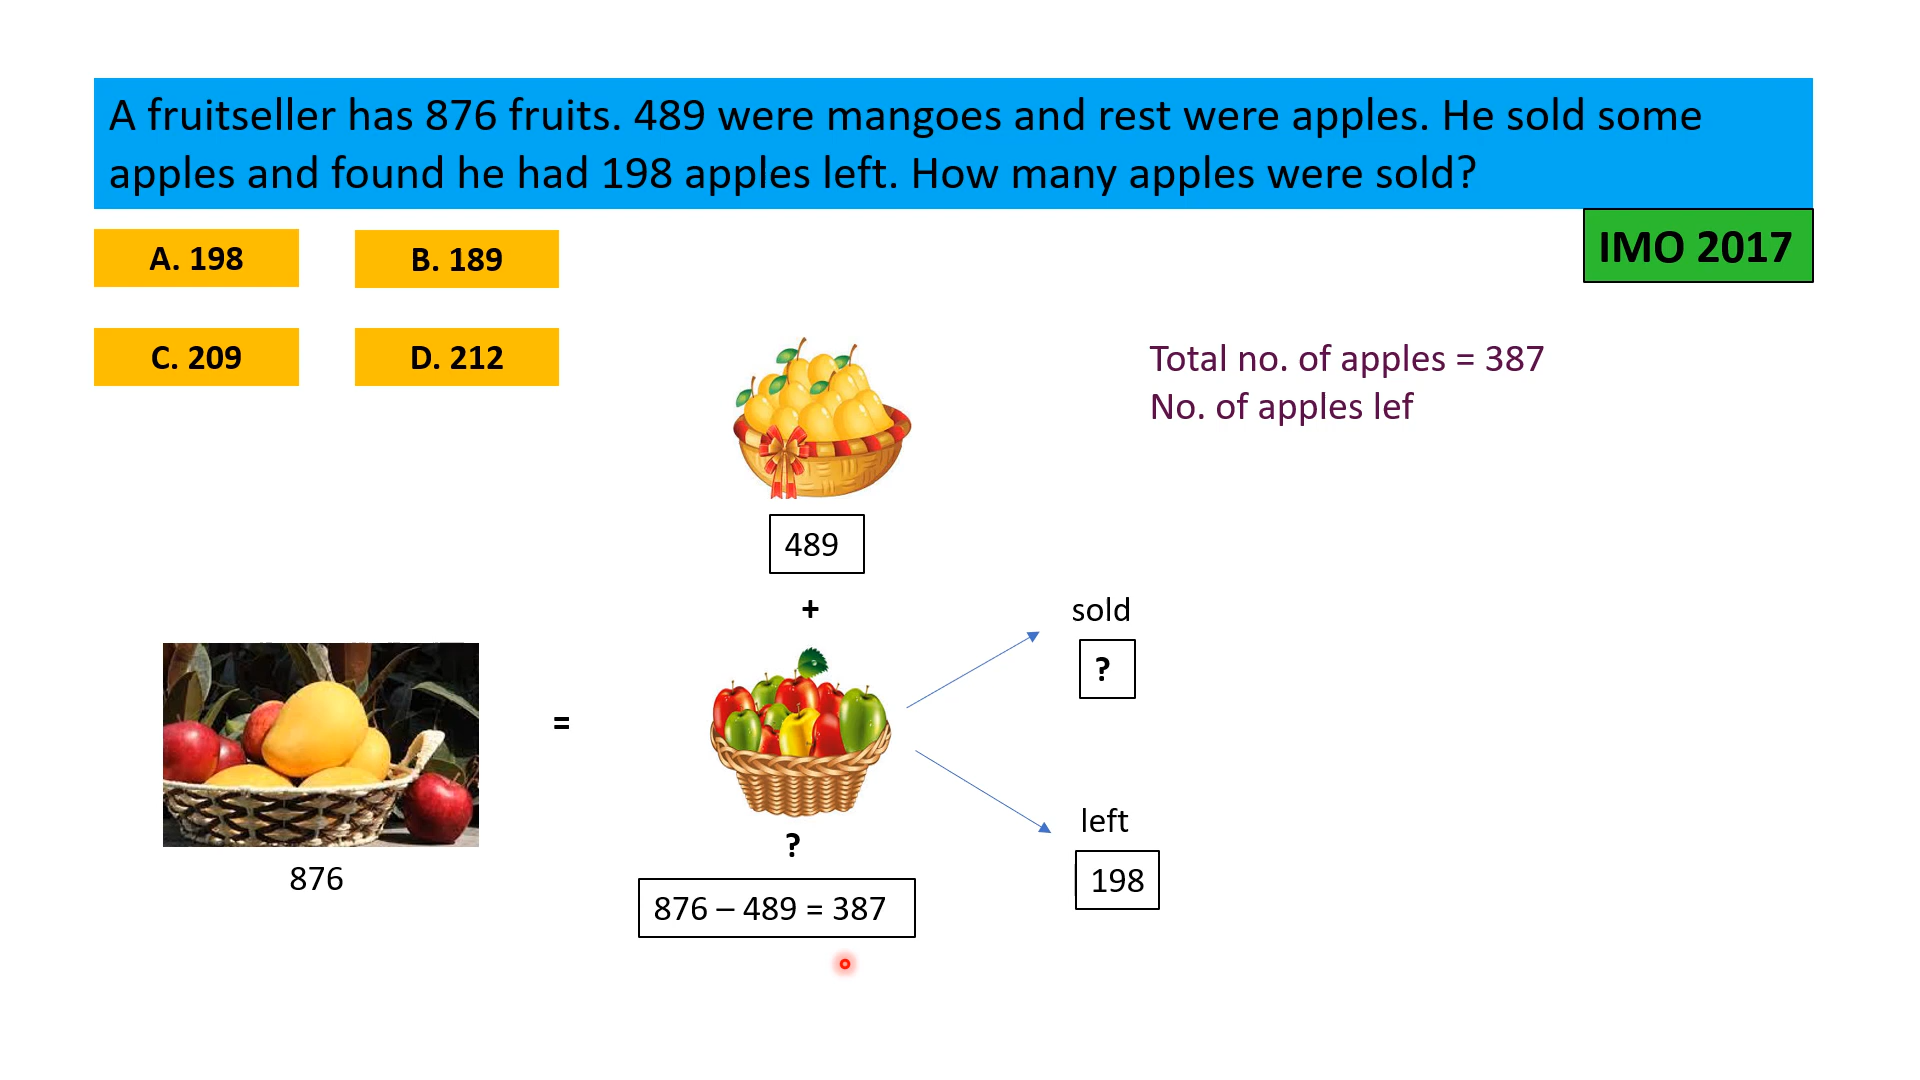 A fruitseller has 876 fruits. 489 were mangoes and rest were apples. He sold some
apples and found he had 198 apples left. How many apples were sold?
IMO 2017
A. 198
B. 189
C. 209
D. 212
Total no. of apples = 387
No. of apples lef
489
+
sold
?
=
left
198
?
876
876 – 489 = 387